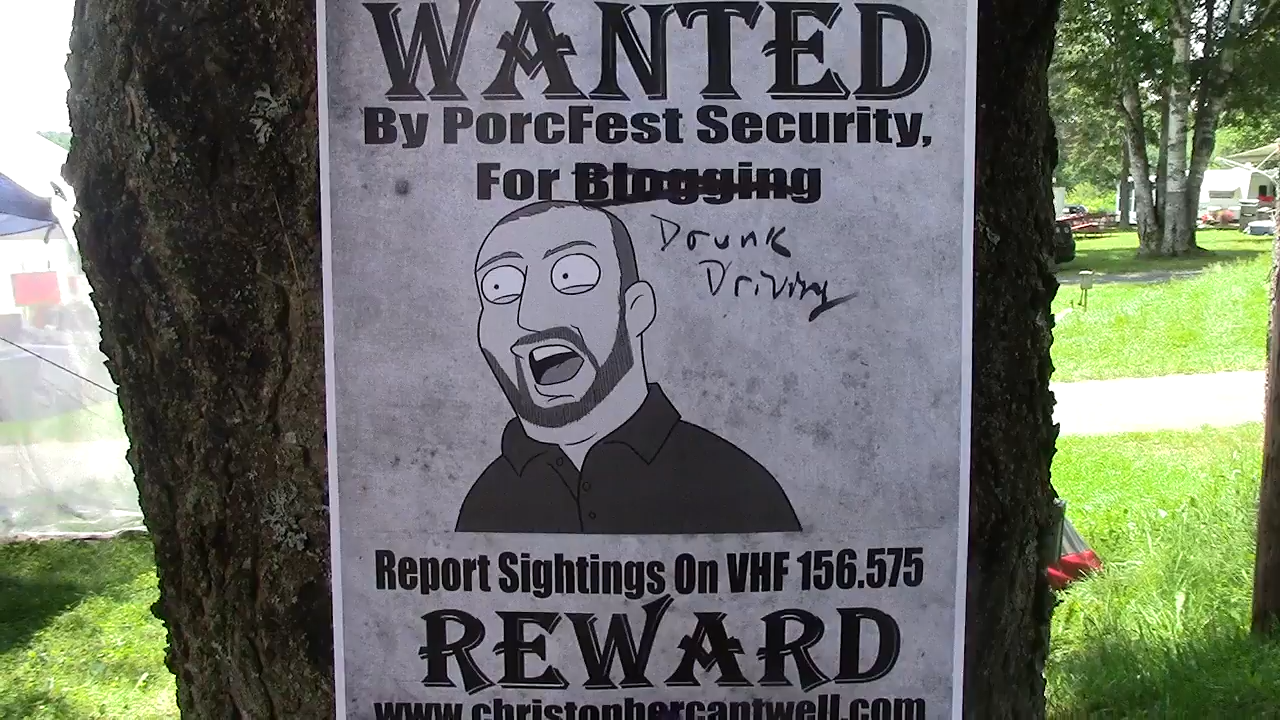 WANTED
By PorcFest Security,
For Blogging
Drunk
Driving
Report Sightings On VHF 156.575
REWARD
www.christophercantwell.com